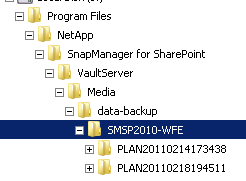 Program Files
NetApp
SnapManager for SharePoint
VaultServer
Media
data-backup
SMSP2010-WFE
PLAN20110214173438
PLAN20110218194511